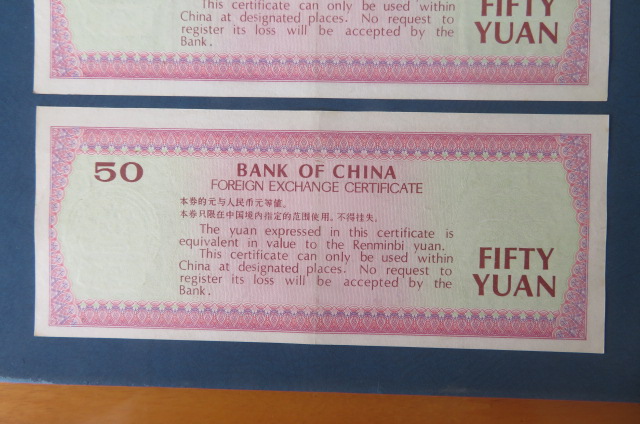 This certificate can only be used within
China at designated places. No request to
register its loss will be accepted by the
Bank.
FIFTY
YUAN
50
BANK OF CHINA
FOREIGN EXCHANGE CERTIFICATE
本券的元与人民币元等值。
本券只限在中国境内指定的范围使用。不得挂失。
The yuan expressed in this certificate is
equivalent in value to the Renminbi yuan.
This certificate can only be used within
China at designated places. No request to
register its loss will be accepted by the
Bank.
FIFTY
YUAN